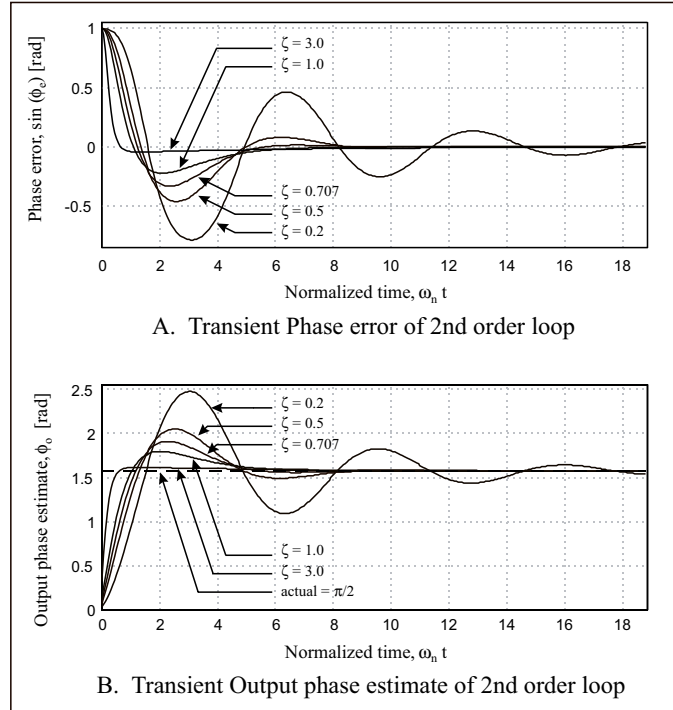 1
0.5
0
-0.5
Phase error, sin (ϕe) [rad]
ζ = 3.0
ζ = 1.0
ζ = 0.707
ζ = 0.5
ζ = 0.2
0 2 4 6 8 10 12 14 16 18
Normalized time, ωn t
A. Transient Phase error of 2nd order loop
2.5
2
1.5
1
0.5
0
Output phase estimate, ϕo [rad]
ζ = 0.2
ζ = 0.5
ζ = 0.707
ζ = 1.0
ζ = 3.0
actual = π/2
0 2 4 6 8 10 12 14 16 18
Normalized time, ωn t
B. Transient Output phase estimate of 2nd order loop